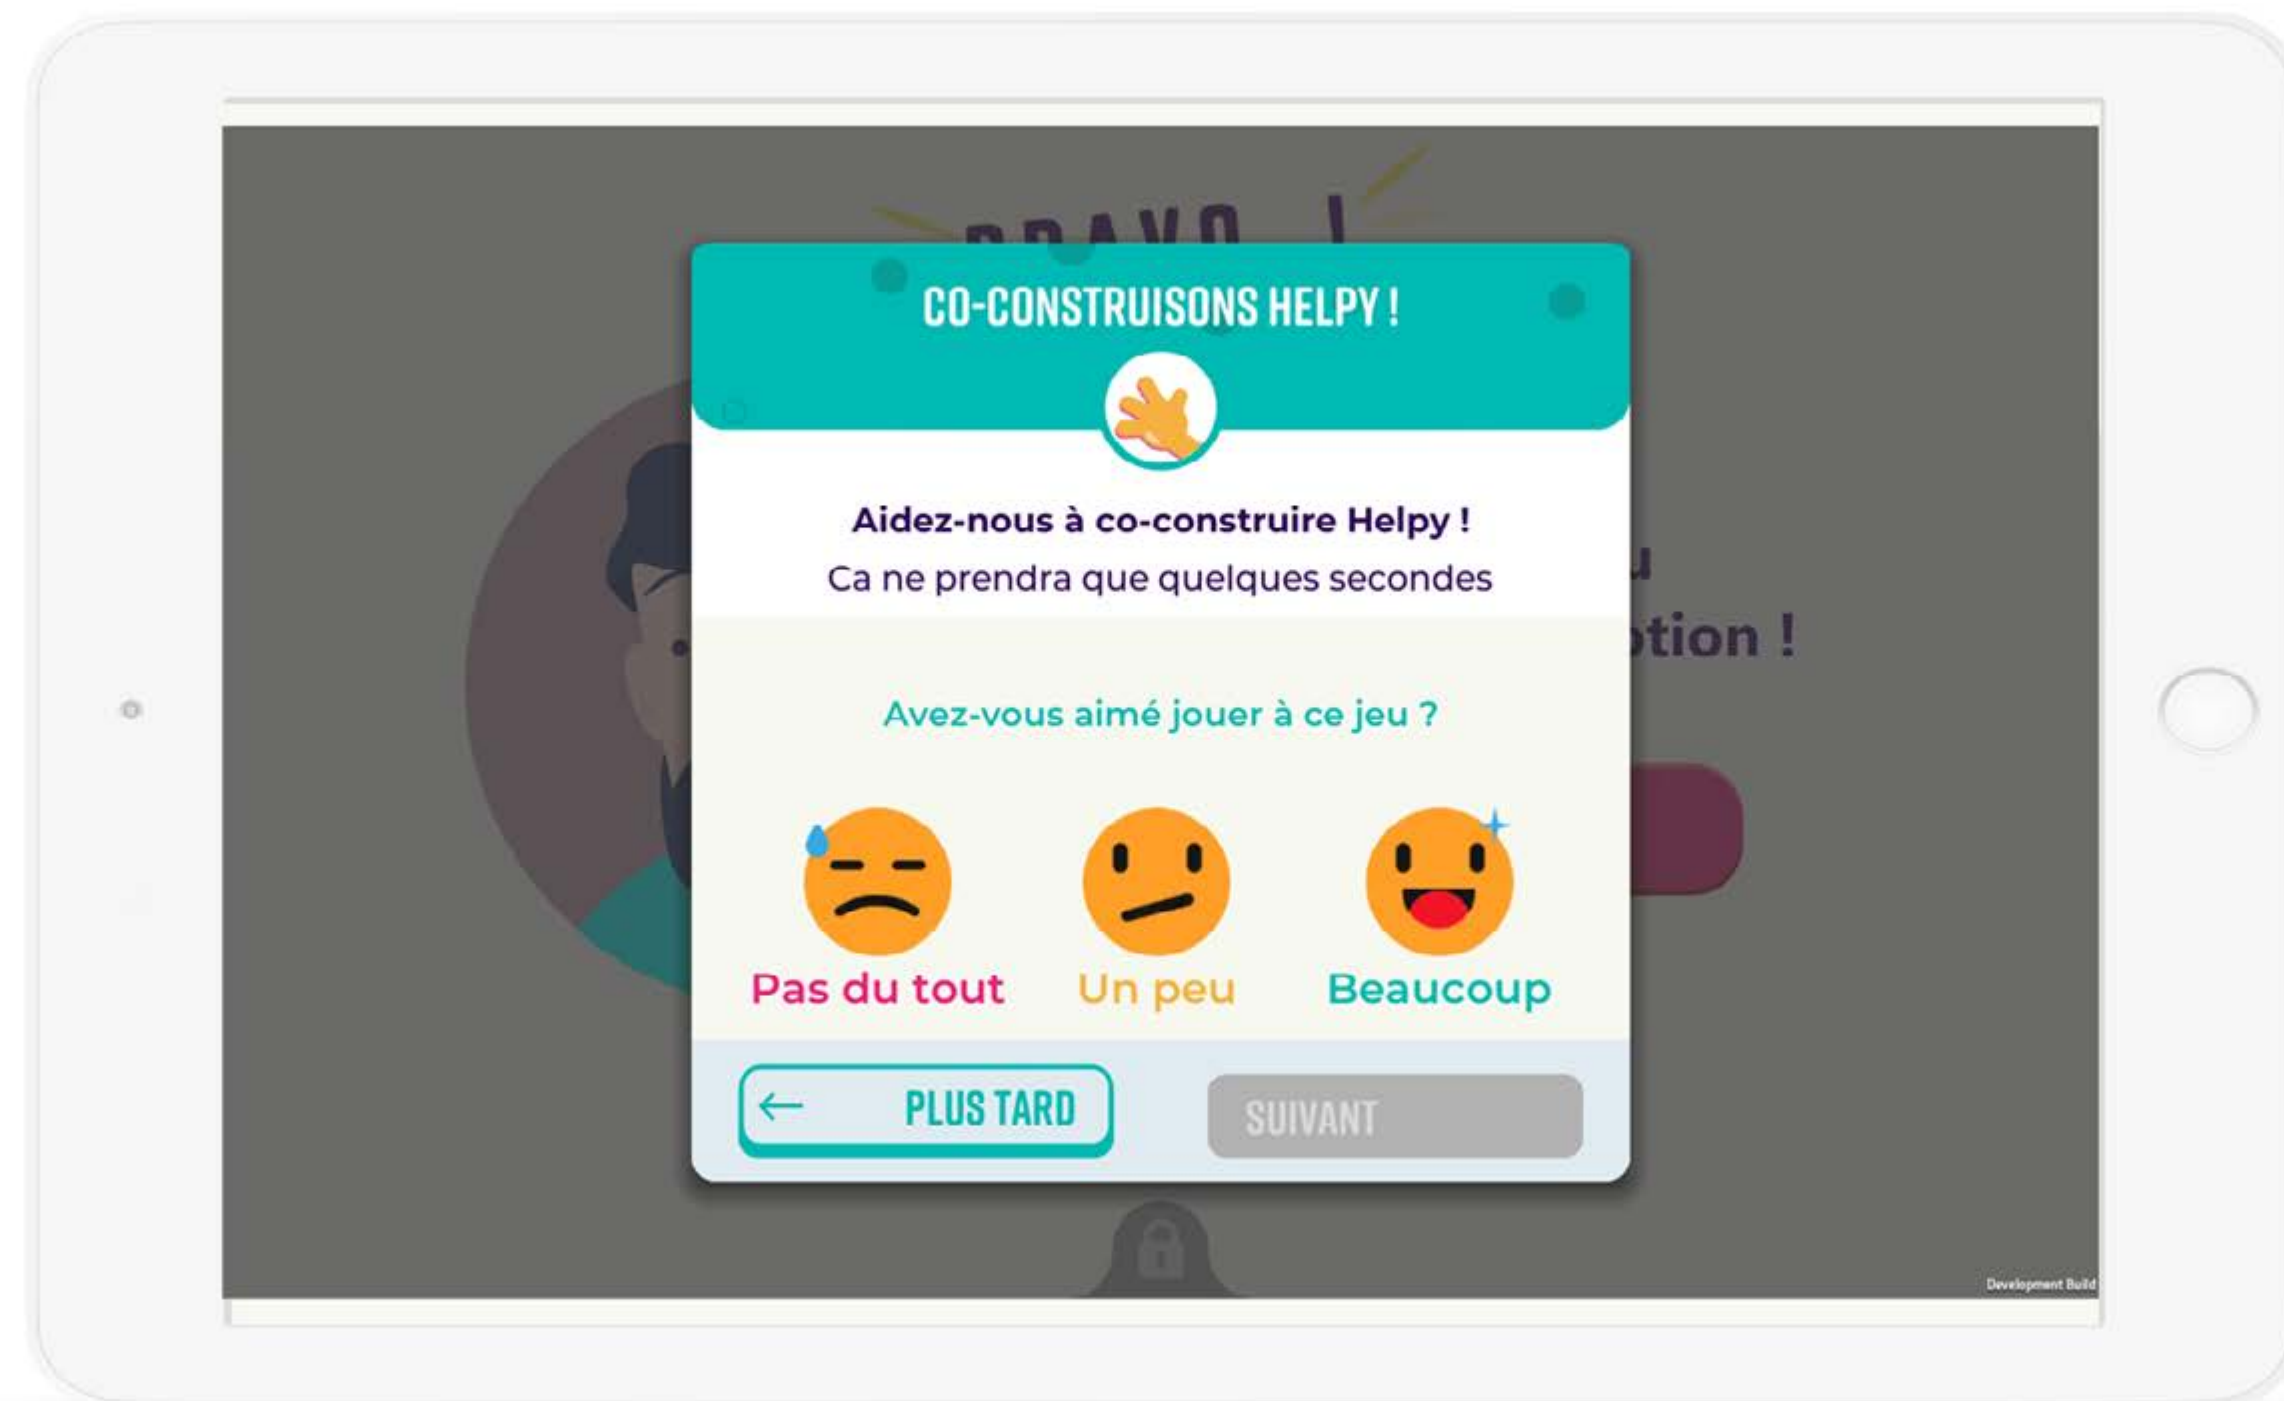 BRAVO !
CO-CONSTRUISONS HELPY !
Aidez-nous à co-construire Helpy !
Ca ne prendra que quelques secondes
Avez-vous aimé jouer à ce jeu ?
Pas du tout
Un peu
Beaucoup
PLUS TARD
SUIVANT
Development Build